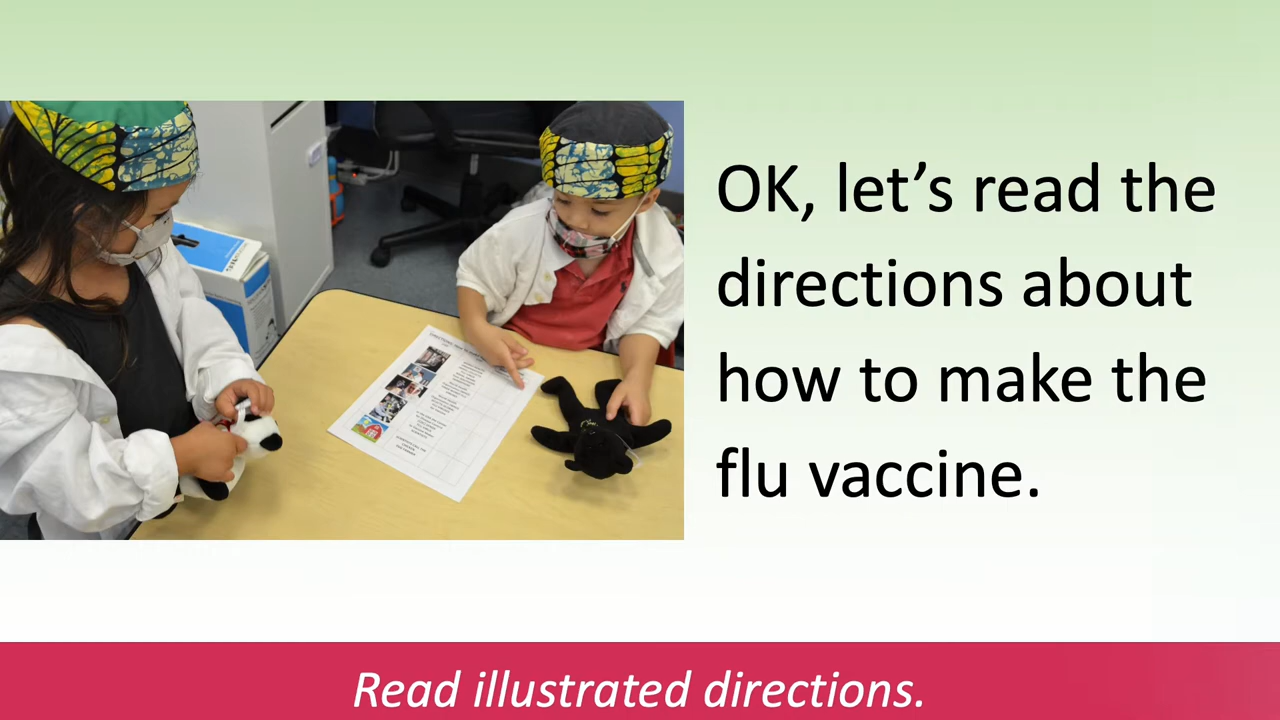 OK, let’s read the
directions about
how to make the
flu vaccine.
Read illustrated directions.